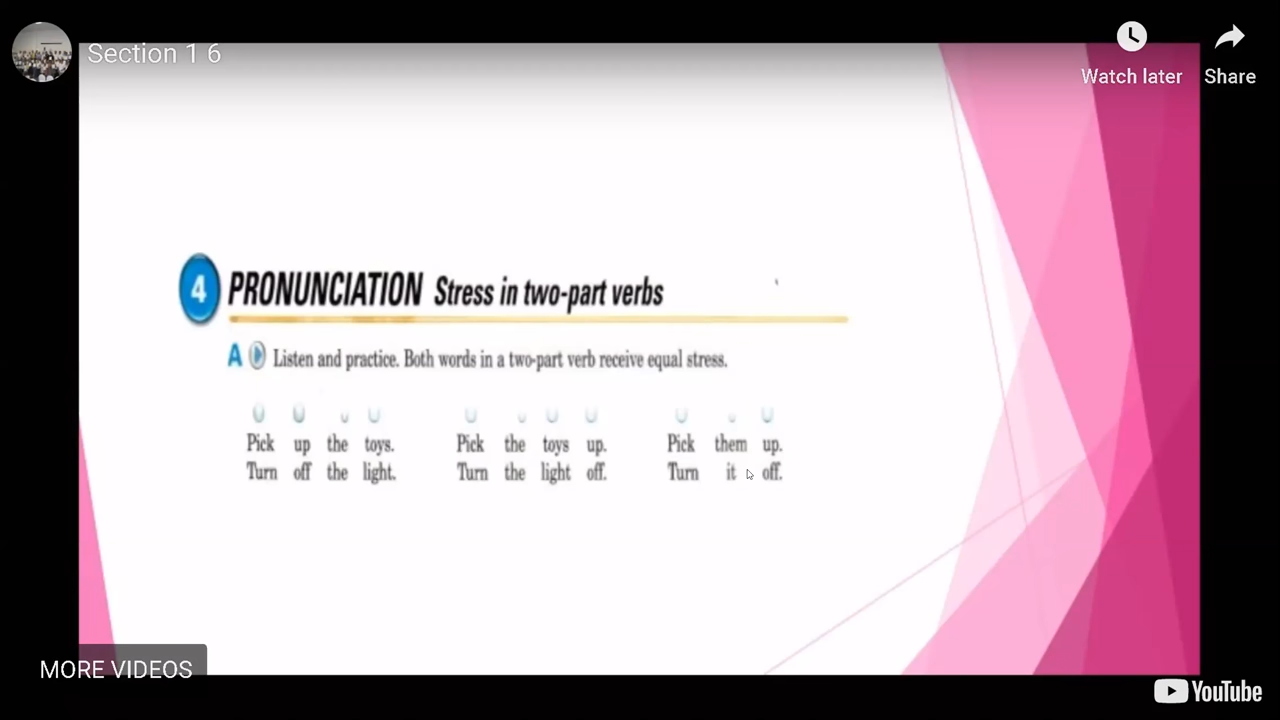 Section 1 6
Watch later
Share
4 PRONUNCIATION Stress in two-part verbs
A Listen and practice. Both words in a two-part verb receive equal stress.
Pick up the toys. Pick the toys up. Pick them up.
Turn off the light. Turn the light off. Turn it off.
MORE VIDEOS
YouTube